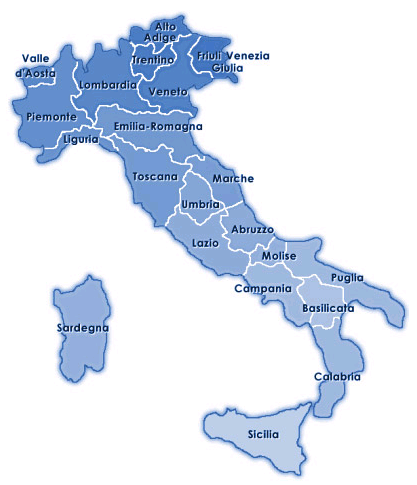 Alto
Adige
Valle
d'Aosta
Trentino
Friuli Venezia
Giulia
Lombardia
Veneto
Piemonte
Emilia-Romagna
Liguria
Toscana
Marche
Umbria
Abruzzo
Lazio
Molise
Puglia
Campania
Basilicata
Sardegna
Calabria
Sicilia